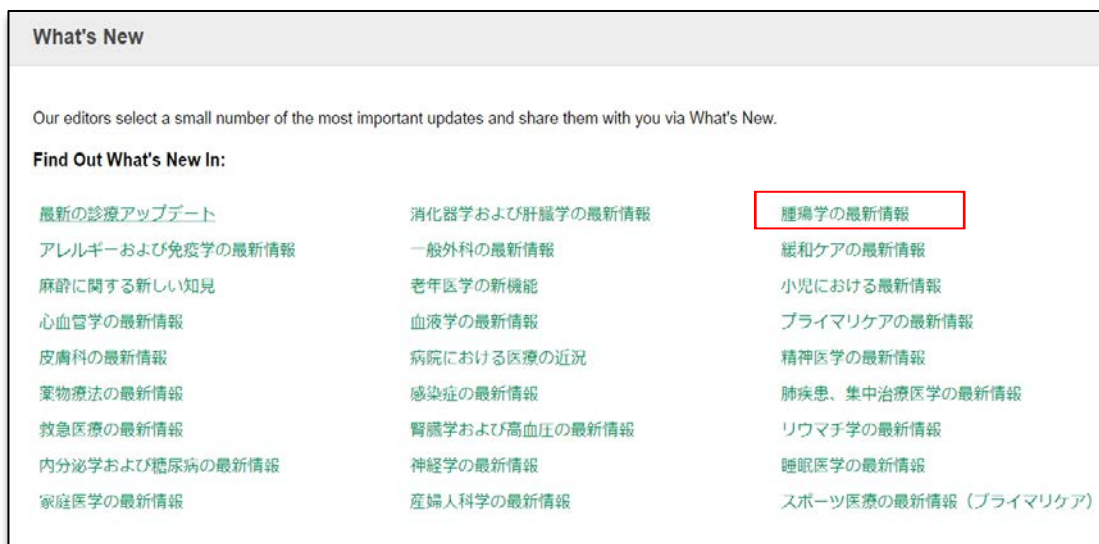 What's New
Our editors select a small number of the most important updates and share them with you via What's New.
Find Out What's New In:
最新の診療アップデート
アレルギーおよび免疫学の最新情報
麻酔に関する新しい知見
心血管学の最新情報
皮膚科の最新情報
薬物療法の最新情報
救急医療の最新情報
内分泌学および糖尿病の最新情報
家庭医学の最新情報
消化器学および肝臓学の最新情報
一般外科の最新情報
老年医学の新機能
血液学の最新情報
病院における医療の近況
感染症の最新情報
腎臓学および高血圧の最新情報
神経学の最新情報
産婦人科学の最新情報
腫瘍学の最新情報
緩和ケアの最新情報
小児における最新情報
プライマリケアの最新情報
精神医学の最新情報
肺疾患、集中治療医学の最新情報
リウマチ学の最新情報
睡眠医学の最新情報
スポーツ医療の最新情報（プライマリケア）